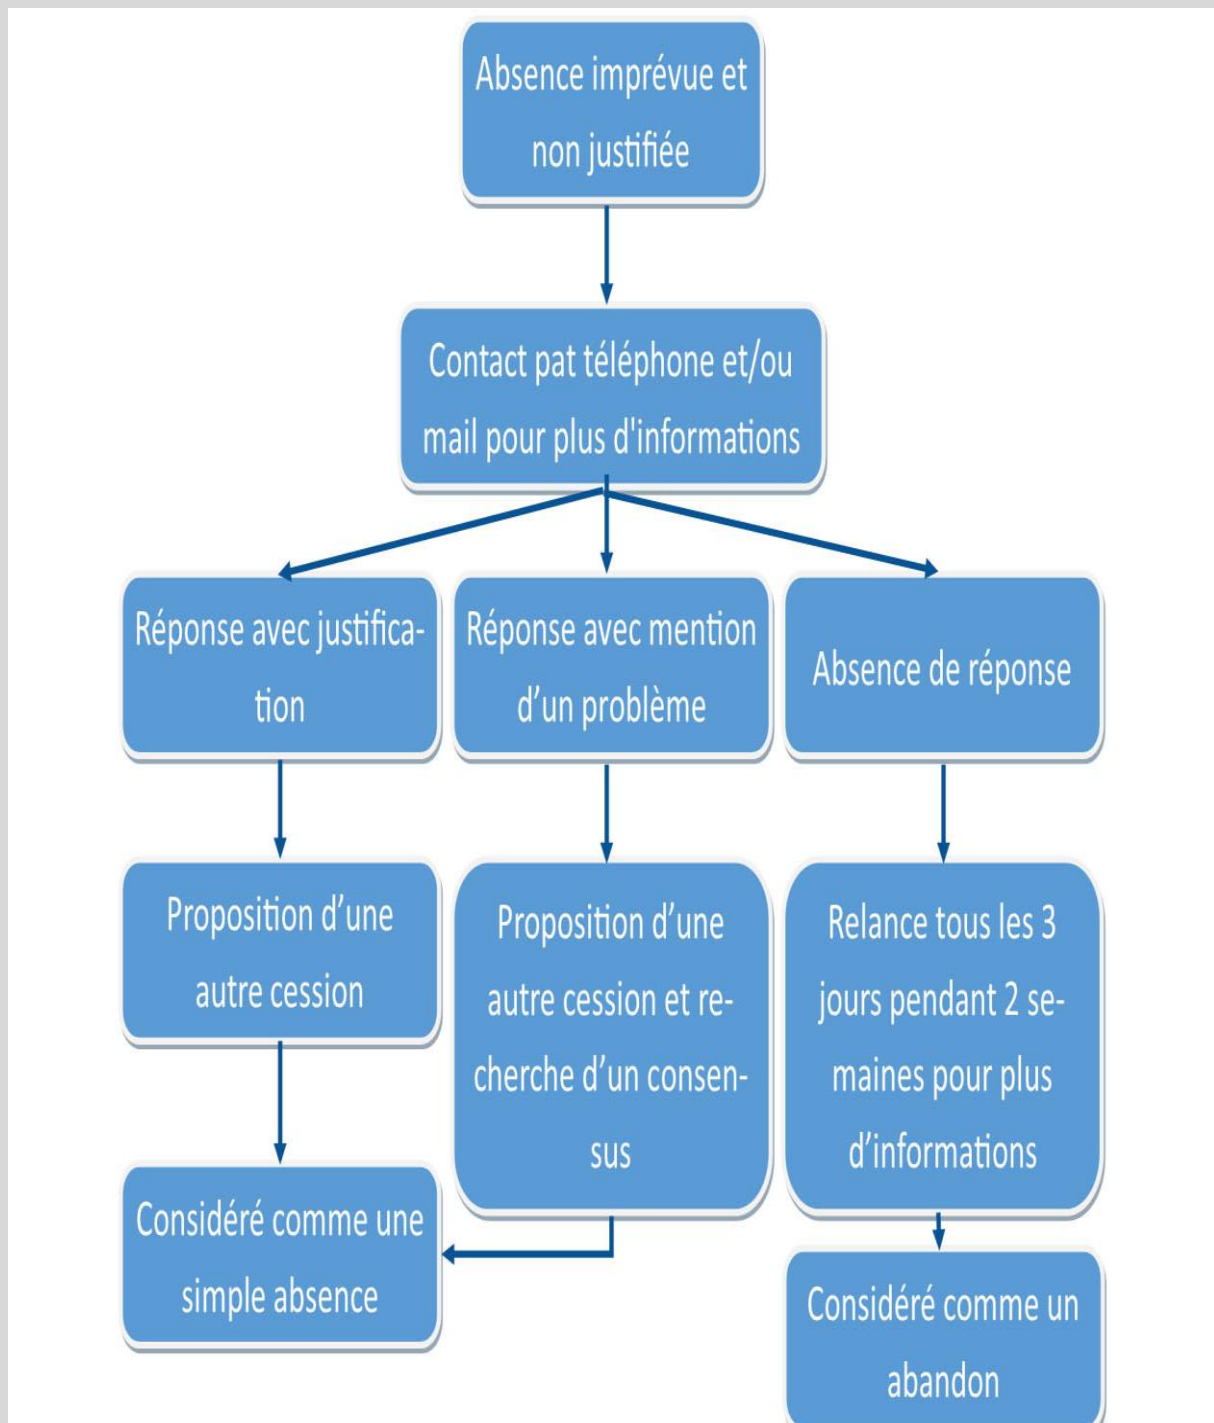 Absence imprévue et
non justifiée
Contact pat téléphone et/ou
mail pour plus d'informations
Réponse avec justifica-
tion
Réponse avec mention
d’un problème
Absence de réponse
Proposition d’une
autre cession
Proposition d’une
autre cession et re-
cherche d’un consen-
sus
Relance tous les 3
jours pendant 2 se-
maines pour plus
d’informations
Considéré comme une
simple absence
Considéré comme un
abandon